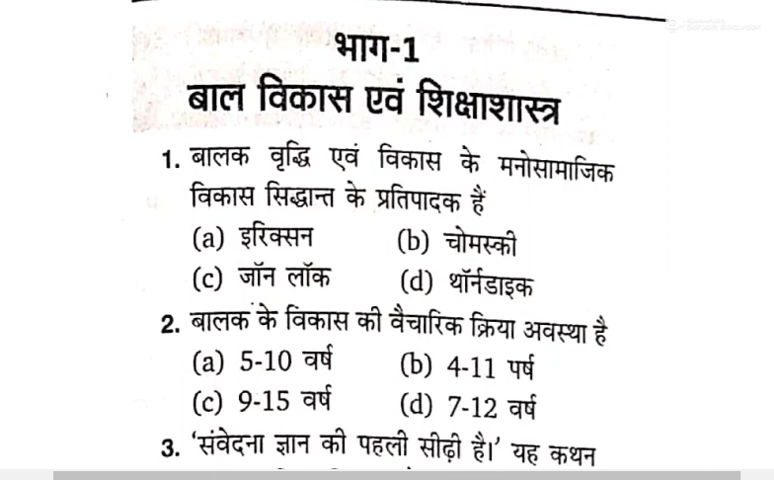 भाग-1
बाल विकास एवं शिक्षाशास्त्र
1. बालक वृद्धि एवं विकास के मनोसामाजिक
विकास सिद्धान्त के प्रतिपादक हैं
(a) इरिक्सन (b) चोमस्की
(c) जॉन लॉक (d) थॉर्नडाइक
2. बालक के विकास की वैचारिक क्रिया अवस्था है
(a) 5-10 वर्ष (b) 4-11 पर्ष
(c) 9-15 वर्ष (d) 7-12 वर्ष
3. ‘संवेदना ज्ञान की पहली सीढ़ी है।’ यह कथन